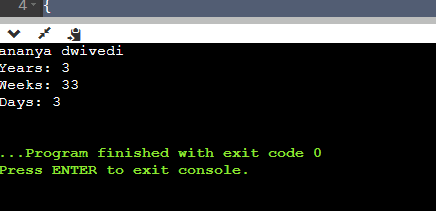 4 {
ananya dwivedi
Years: 3
Weeks: 33
Days: 3
...Program finished with exit code 0
Press ENTER to exit console.